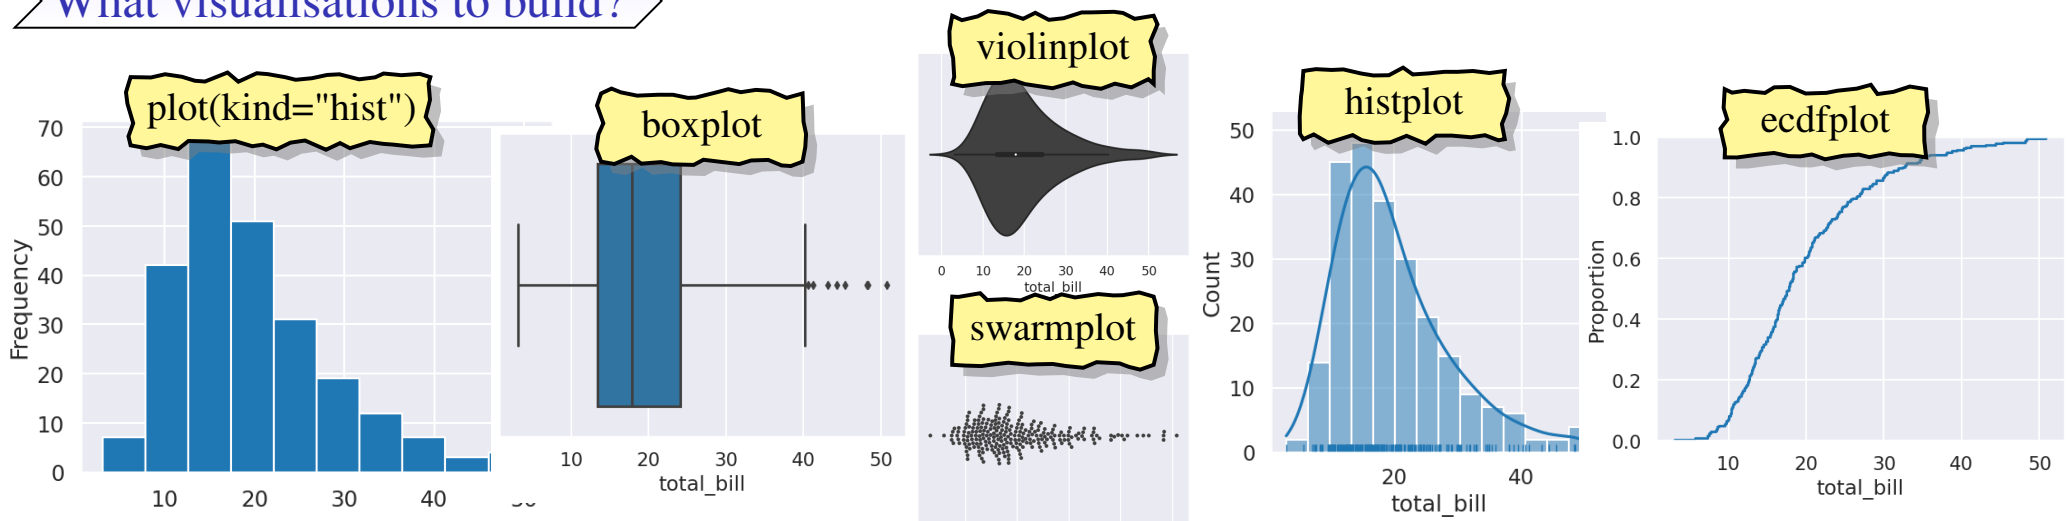 What visualisations to build?
plot(kind="hist")
70
60
50
40
30
20
10
0
Frequency
10 20 30 40
boxplot
10 20 30 40 50
total_bill
violinplot
0 10 20 30 40 50
total_bill
swarmplot
histplot
50
40
30
20
10
0
Count
20 40
total_bill
ecdfplot
1.0
0.8
0.6
0.4
0.2
0.0
Proportion
10 20 30 40 50
total_bill